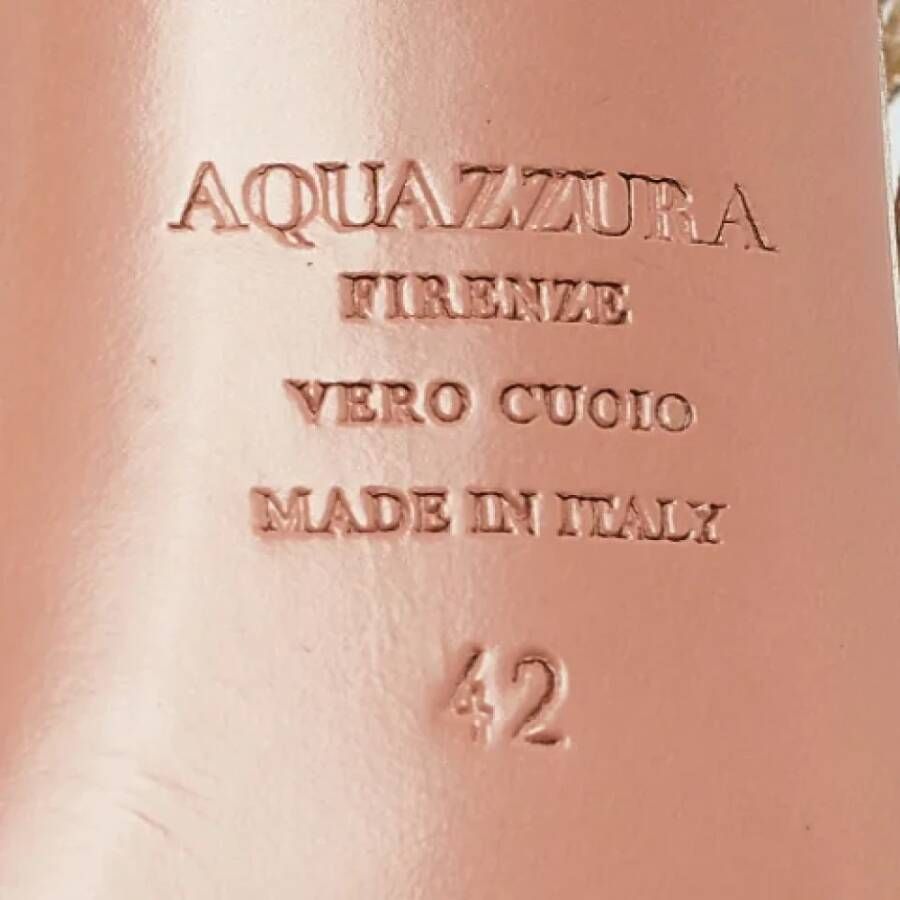 AQUAZZURA
FIRENZE
VERO CUOIO
MADE IN ITALY
42